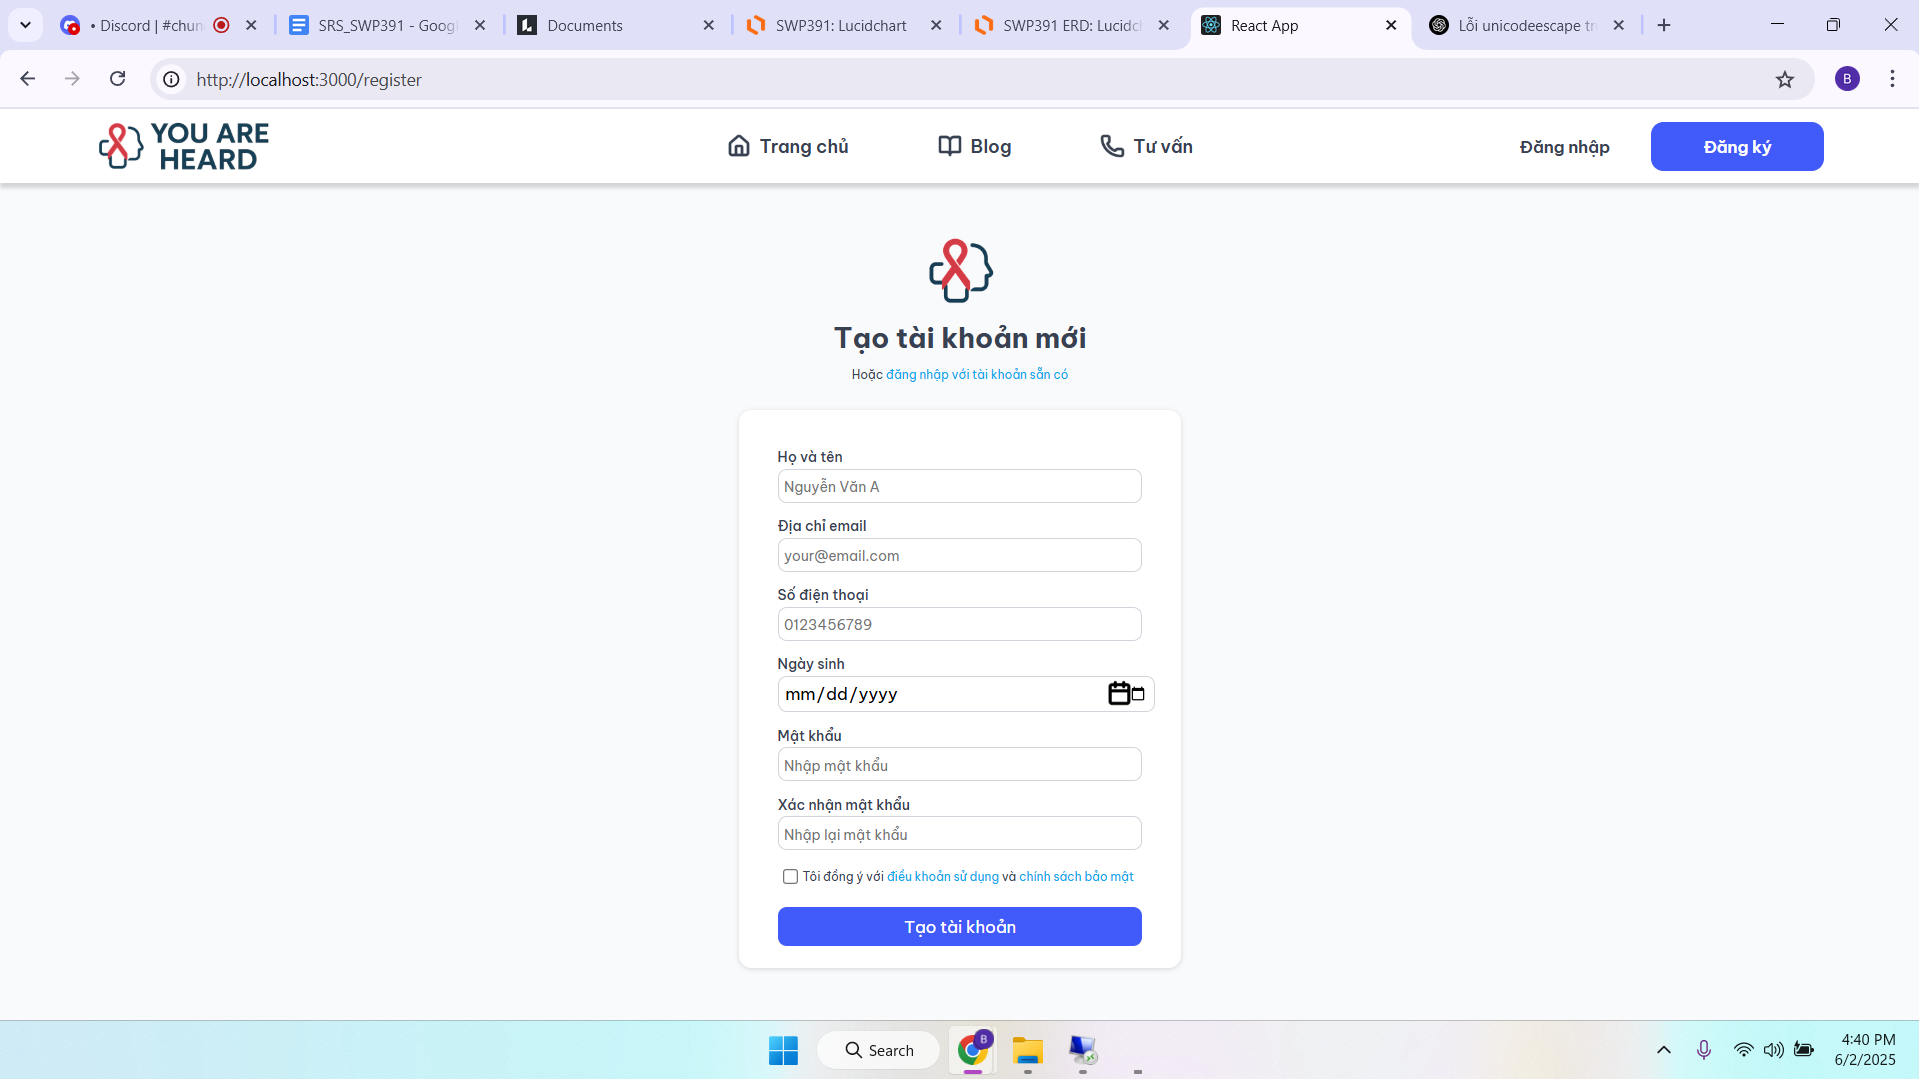 • Discord | #chun
SRS_SWP391 - Googl
Documents
SWP391: Lucidchart
SWP391 ERD: Lucidch
React App
Lỗi unicodeescape tr
http://localhost:3000/register
B
YOU ARE
HEARD
Trang chủ
Blog
Tư vấn
Đăng nhập
Đăng ký
Tạo tài khoản mới
Hoặc đăng nhập với tài khoản sẵn có
Họ và tên
Nguyễn Văn A
Địa chỉ email
your@email.com
Số điện thoại
0123456789
Ngày sinh
mm/dd/yyyy
Mật khẩu
Nhập mật khẩu
Xác nhận mật khẩu
Nhập lại mật khẩu
Tôi đồng ý với điều khoản sử dụng và chính sách bảo mật
Tạo tài khoản
Search
B
4:40 PM
6/2/2025